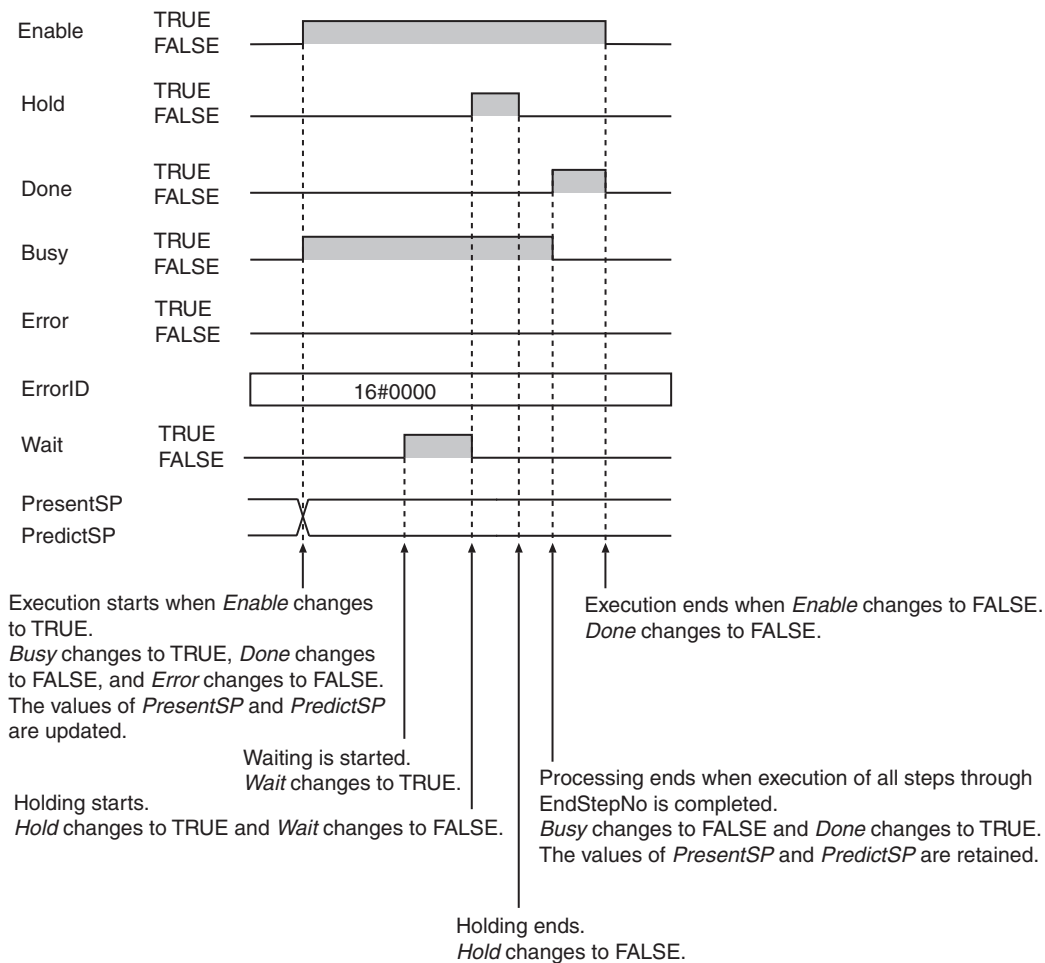 Enable
TRUE
FALSE
Hold
TRUE
FALSE
Done
TRUE
FALSE
Busy
TRUE
FALSE
Error
TRUE
FALSE
ErrorID
16#0000
Wait
TRUE
FALSE
PresentSP
PredictSP
Execution starts when Enable changes
to TRUE.
Busy changes to TRUE, Done changes
to FALSE, and Error changes to FALSE.
The values of PresentSP and PredictSP
are updated.
Execution ends when Enable changes to FALSE.
Done changes to FALSE.
Waiting is started.
Wait changes to TRUE.
Holding starts.
Hold changes to TRUE and Wait changes to FALSE.
Processing ends when execution of all steps through
EndStepNo is completed.
Busy changes to FALSE and Done changes to TRUE.
The values of PresentSP and PredictSP are retained.
Holding ends.
Hold changes to FALSE.